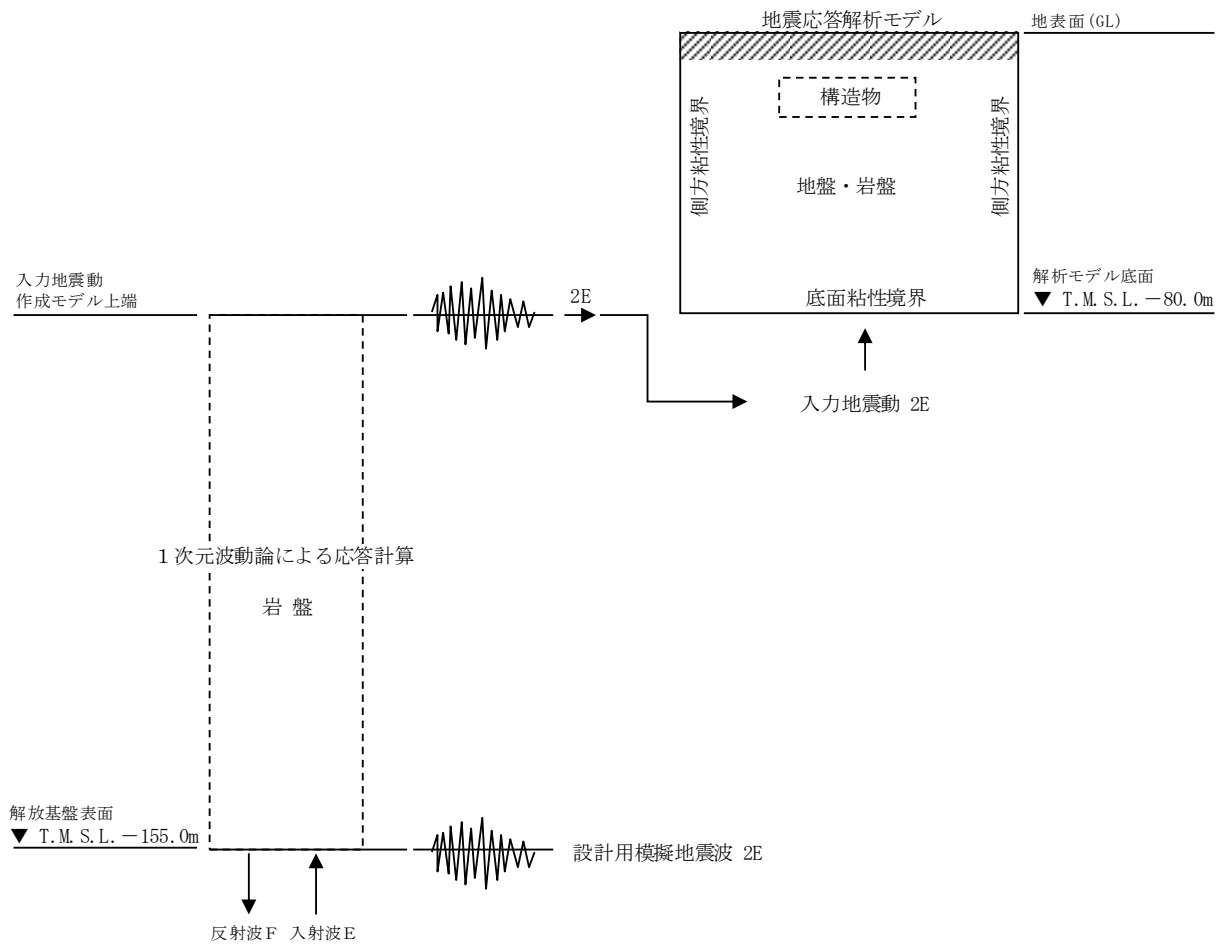 地震応答解析モデル
地表面(GL)
構造物
側方粘性境界
側方粘性境界
地盤・岩盤
入力地震動
作成モデル上端
2E
底面粘性境界
解析モデル底面
▼ T.M.S.L.－80.0m
入力地震動 2E
1次元波動論による応答計算
岩 盤
解放基盤表面
▼ T.M.S.L.－155.0m
設計用模擬地震波 2E
反射波F 入射波E